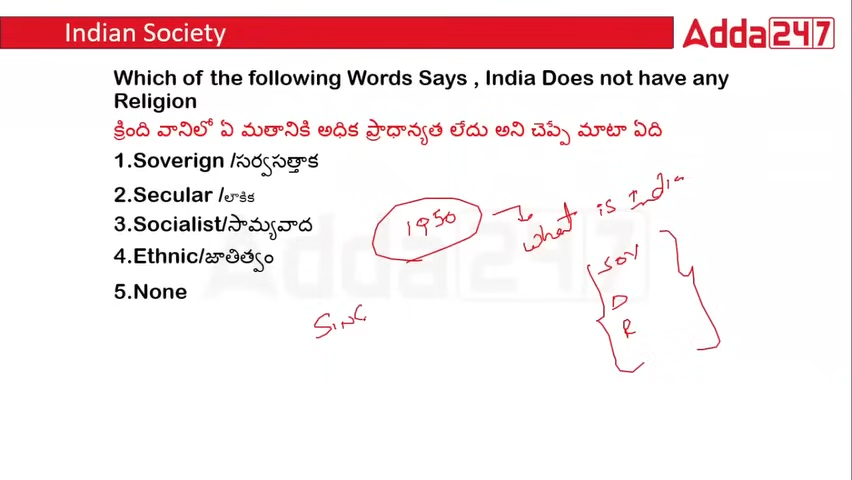 Indian Society
Adda247
Which of the following Words Says , India Does not have any
Religion
క్రింది వానిలో ఏ మతానికి అధిక ప్రాధాన్యత లేదు అని చెప్పే మాటా ఏది
1.Soverign /సర్వసత్తాక
2.Secular /లాకిక
3.Socialist/సామ్యవాద
4.Ethnic/జాతిత్వం
5.None
1950
what is India
SOV
D
R